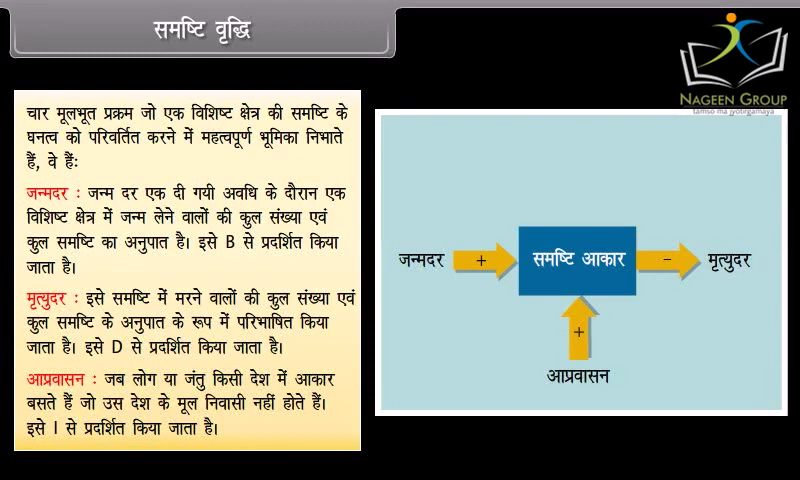 समष्टि वृद्धि
NAGEEN GROUP
tamso ma jyotirgamaya
चार मूलभूत प्रक्रम जो एक विशिष्ट क्षेत्र की समष्टि के
घनत्व को परिवर्तित करने में महत्वपूर्ण भूमिका निभाते
हैं, वे हैंः
जन्मदर : जन्म दर एक दी गयी अवधि के दौरान एक
विशिष्ट क्षेत्र में जन्म लेने वालों की कुल संख्या एवं
कुल समष्टि का अनुपात है। इसे B से प्रदर्शित किया
जाता है।
मृत्युदर : इसे समष्टि में मरने वालों की कुल संख्या एवं
कुल समष्टि के अनुपात के रूप में परिभाषित किया
जाता है। इसे D से प्रदर्शित किया जाता है।
आप्रवासन : जब लोग या जंतु किसी देश में आकार
बसते हैं जो उस देश के मूल निवासी नहीं होते हैं।
इसे I से प्रदर्शित किया जाता है।
जन्मदर + समष्टि आकार – मृत्युदर
+
आप्रवासन